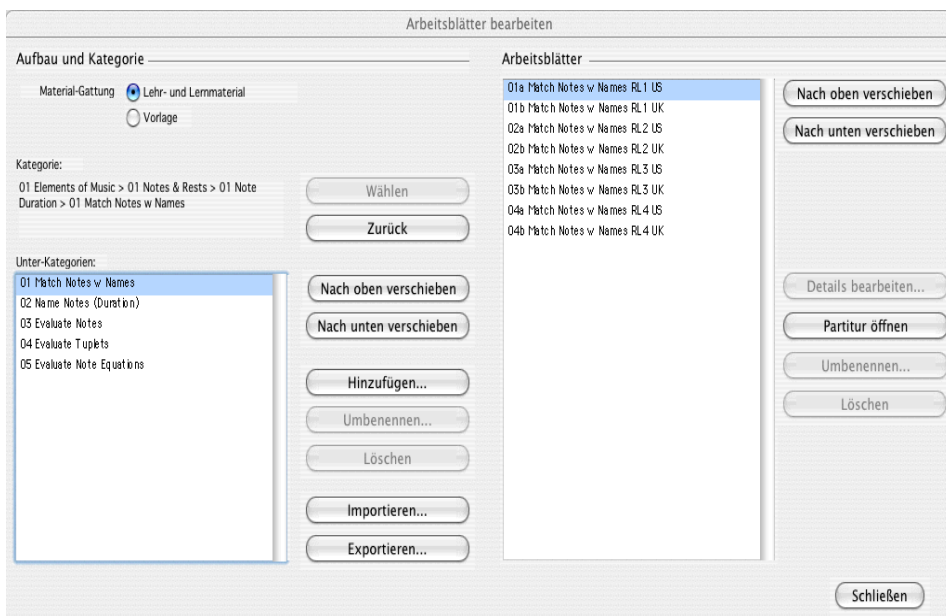 Arbeitsblätter bearbeiten
Aufbau und Kategorie
Material-Gattung
Lehr- und Lernmaterial
Vorlage
Kategorie:
01 Elements of Music > 01 Notes & Rests > 01 Note
Duration > 01 Match Notes w Names
Wählen
Zurück
Unter-Kategorien:
01 Match Notes w Names
02 Name Notes (Duration)
03 Evaluate Notes
04 Evaluate Tuplets
05 Evaluate Note Equations
Nach oben verschieben
Nach unten verschieben
Hinzufügen...
Umbenennen...
Löschen
Importieren...
Exportieren...
Arbeitsblätter
01a Match Notes w Names RL1 US
01b Match Notes w Names RL1 UK
02a Match Notes w Names RL2 US
02b Match Notes w Names RL2 UK
03a Match Notes w Names RL3 US
03b Match Notes w Names RL3 UK
04a Match Notes w Names RL4 US
04b Match Notes w Names RL4 UK
Nach oben verschieben
Nach unten verschieben
Details bearbeiten...
Partitur öffnen
Umbenennen...
Löschen
Schließen